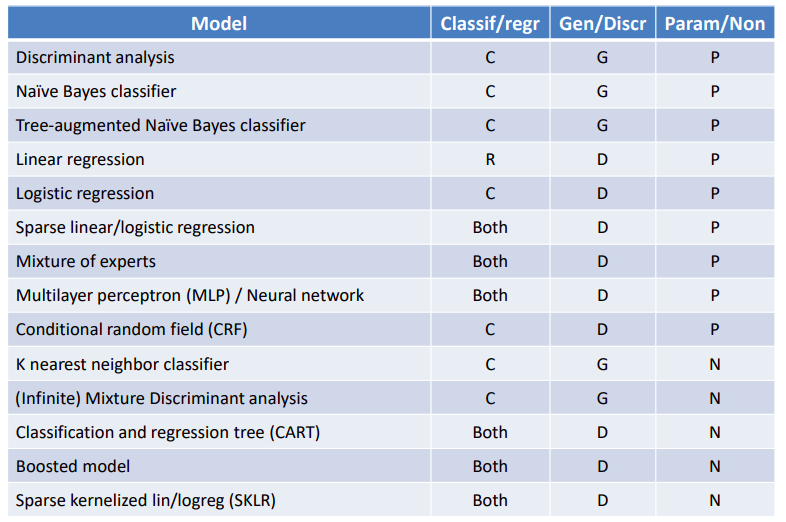 Model Classif/regr Gen/Discr Param/Non
Discriminant analysis C G P
Naïve Bayes classifier C G P
Tree-augmented Naïve Bayes classifier C G P
Linear regression R D P
Logistic regression C D P
Sparse linear/logistic regression Both D P
Mixture of experts Both D P
Multilayer perceptron (MLP) / Neural network Both D P
Conditional random field (CRF) C D P
K nearest neighbor classifier C G N
(Infinite) Mixture Discriminant analysis C G N
Classification and regression tree (CART) Both D N
Boosted model Both D N
Sparse kernelized lin/logreg (SKLR) Both D N